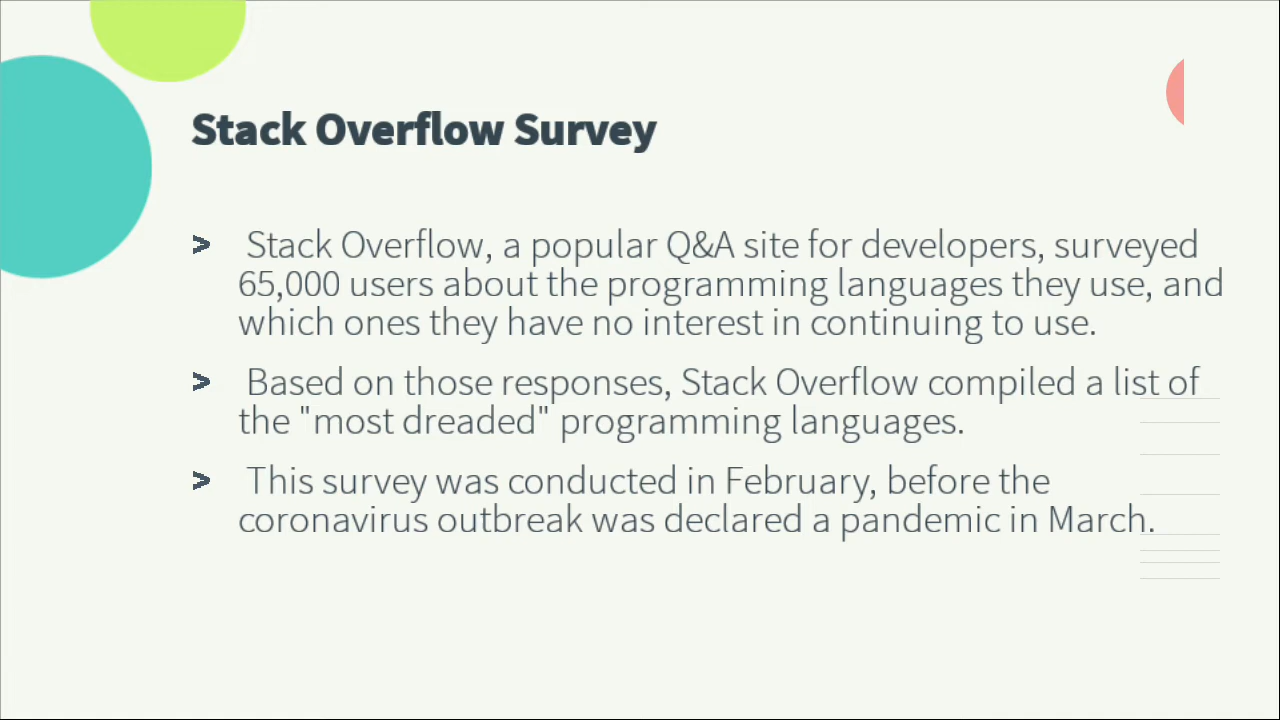 Stack Overflow Survey
> Stack Overflow, a popular Q&A site for developers, surveyed
65,000 users about the programming languages they use, and
which ones they have no interest in continuing to use.
> Based on those responses, Stack Overflow compiled a list of
the "most dreaded" programming languages.
> This survey was conducted in February, before the
coronavirus outbreak was declared a pandemic in March.